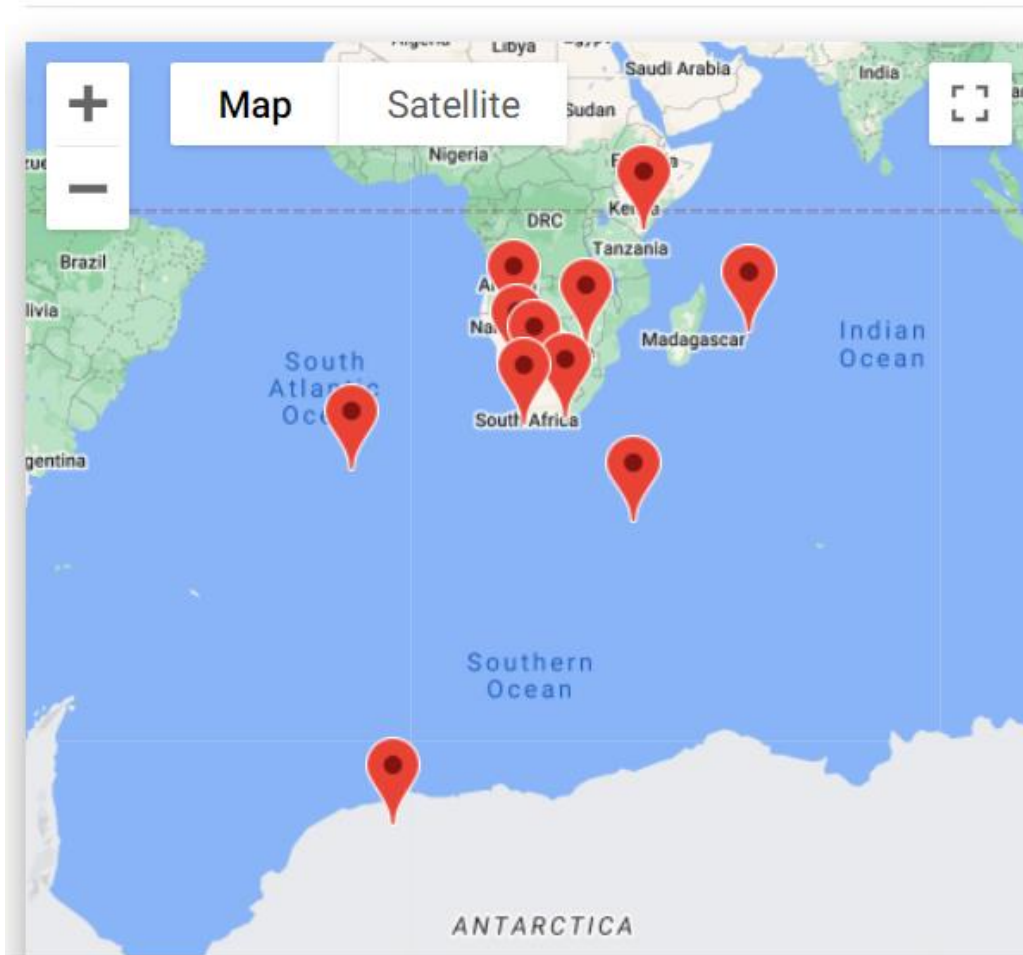 Libya
Saudi Arabia
India
Map
Satellite
Sudan
Nigeria
DRC
Tanzania
Brazil
Madagascar
Indian
Ocean
South
Atlantic
South Africa
Southern
Ocean
ANTARCTICA